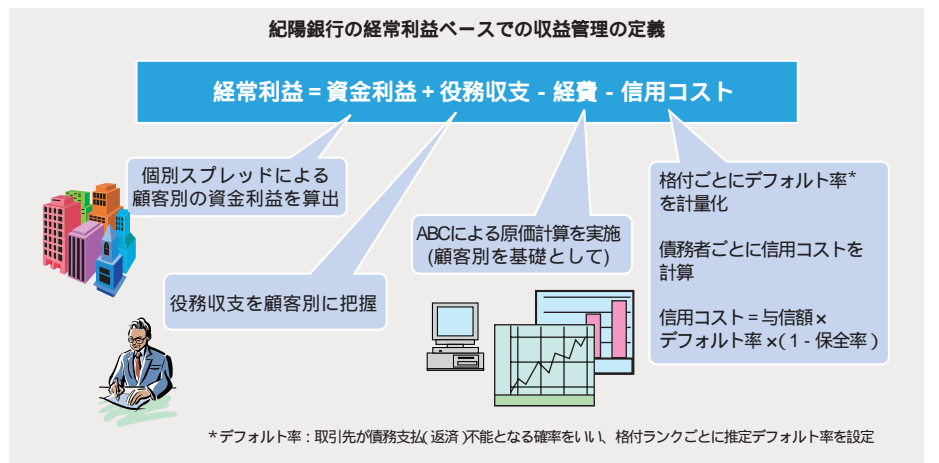 紀陽銀行の経常利益ベースでの収益管理の定義
経常利益=資金利益+役務収支-経費-信用コスト
個別スプレッドによる
顧客別の資金利益を算出
役務収支を顧客別に把握
ABCによる原価計算を実施
(顧客別を基礎として)
格付ごとにデフォルト率*
を計量化
債務者ごとに信用コストを
計算
信用コスト=与信額×
デフォルト率×(1-保全率)
*デフォルト率:取引先が債務支払(返済)不能となる確率をいい、格付ランクごとに推定デフォルト率を設定